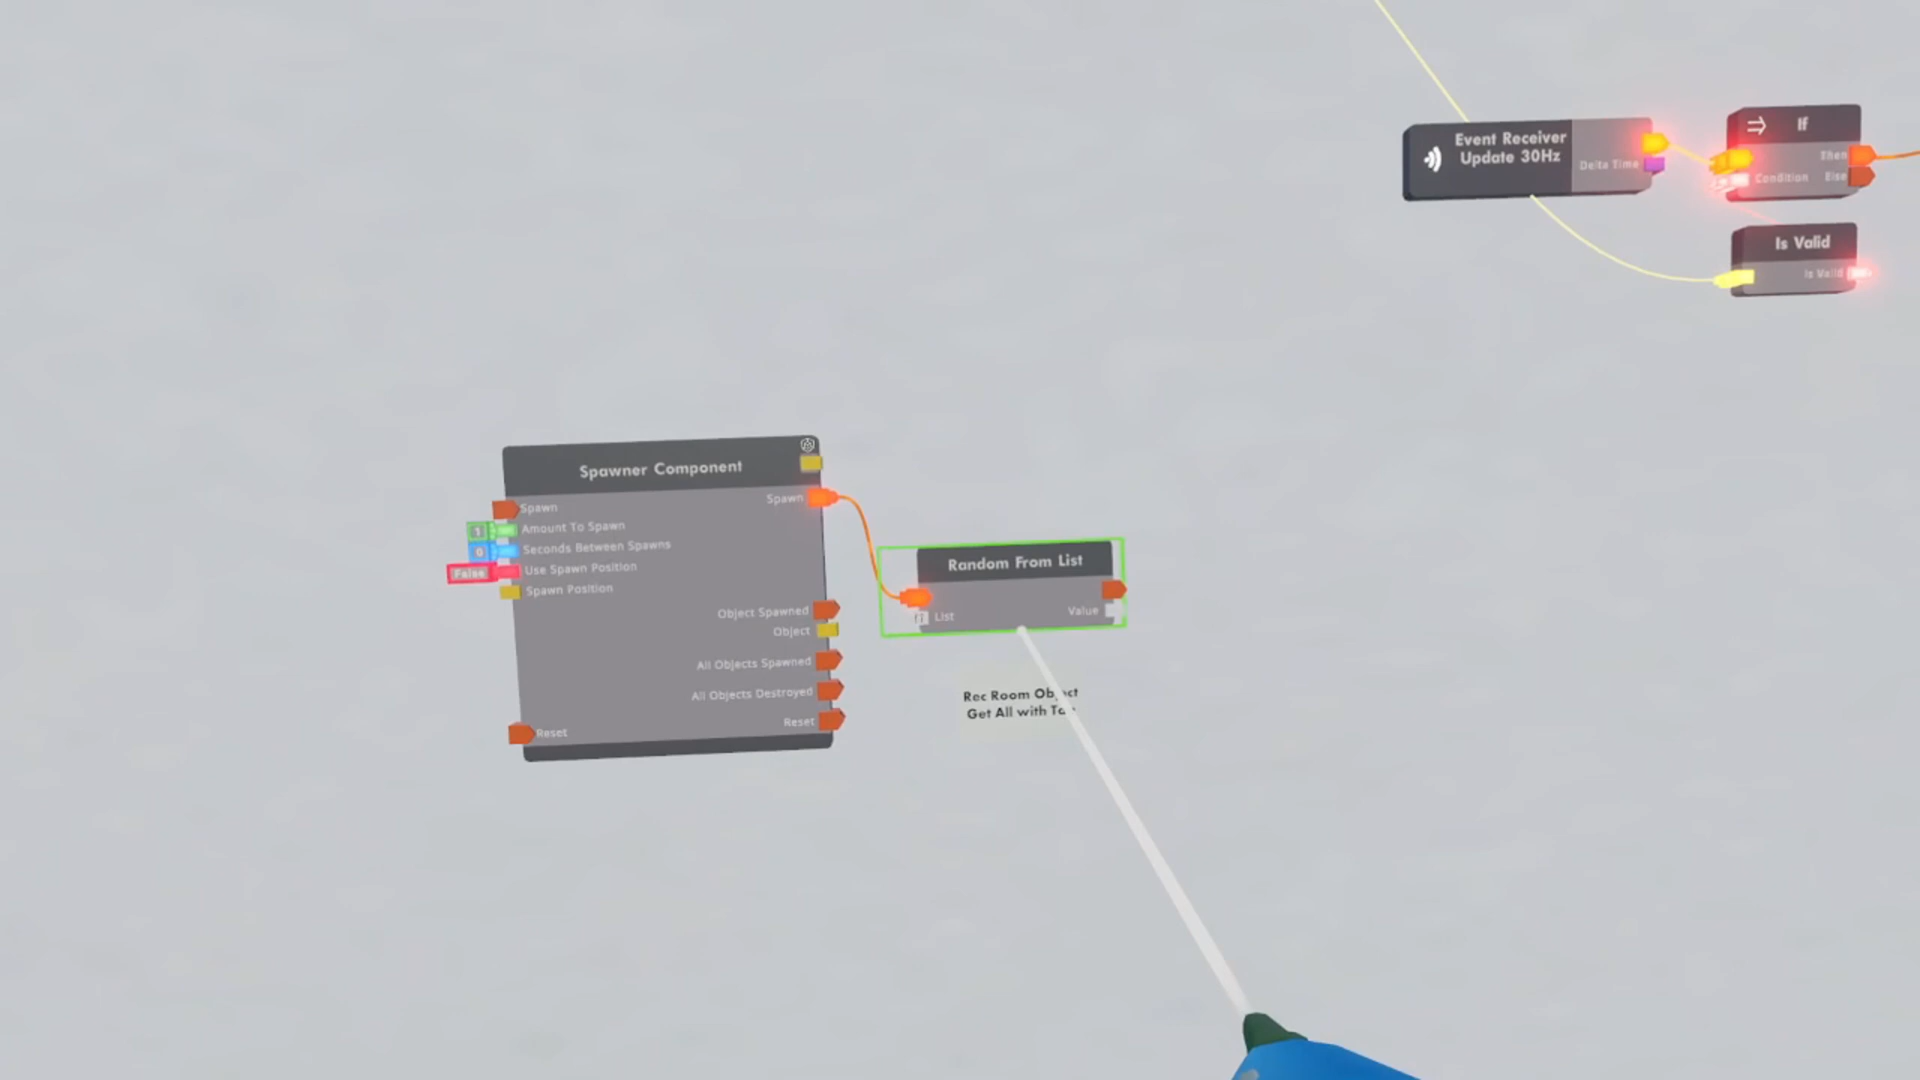 Event Receiver
Update 30Hz
Delta Time
If
Then
Condition
Else
Is Valid
Is Valid
Spawner Component
Spawn
Spawn
1
Amount To Spawn
0
Seconds Between Spawns
False
Use Spawn Position
Spawn Position
Object Spawned
Object
All Objects Spawned
All Objects Destroyed
Reset
Reset
Random From List
List
Value
Rec Room Object
Get All with